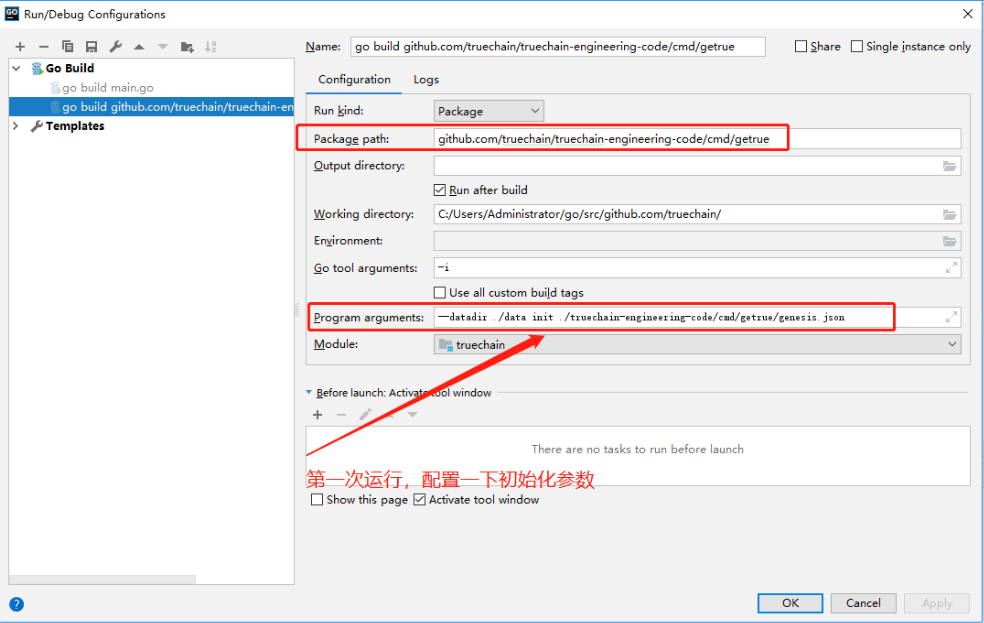 GO Run/Debug Configurations
Name: go build github.com/truechain/truechain-engineering-code/cmd/getrue Share Single instance only
Go Build
go build main.go
go build github.com/truechain/truechain-en
Templates
Configuration Logs
Run kind: Package
Package path: github.com/truechain/truechain-engineering-code/cmd/getrue
Output directory:
Run after build
Working directory: C:/Users/Administrator/go/src/github.com/truechain/
Environment:
Go tool arguments: -i
Use all custom build tags
Program arguments: --datadir ./data init ./truechain-engineering-code/cmd/getrue/genesis.json
Module: truechain
Before launch: Activate tool window
There are no tasks to run before launch
第一次运行，配置一下初始化参数
Show this page Activate tool window
? OK Cancel Apply